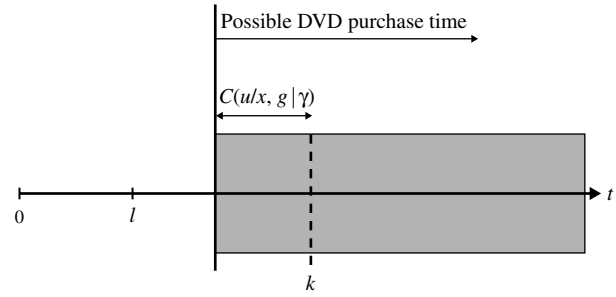 Possible DVD purchase time
C(u/x, g | γ)
0 l t
k